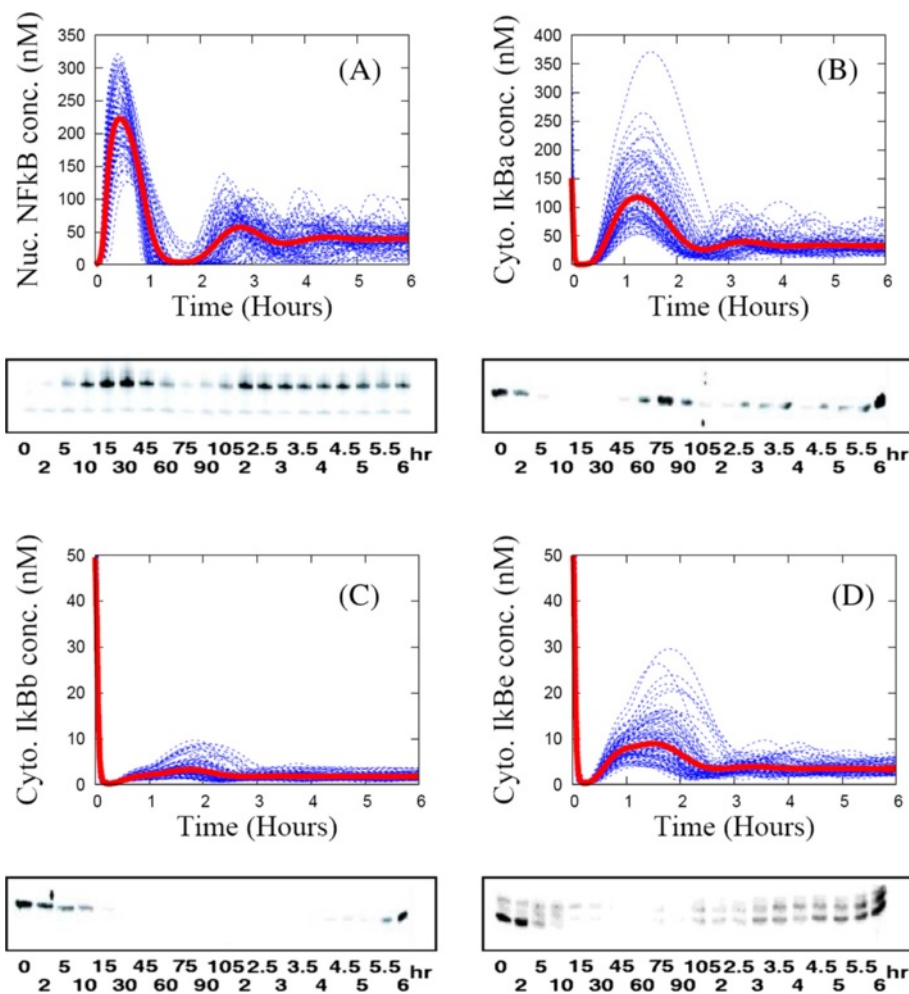 Nuc. NFkB conc. (nM)
350
300
250
200
150
100
50
0
(A)
0 1 2 3 4 5 6
Time (Hours)
Cyto. IkBa conc. (nM)
400
350
300
250
200
150
100
50
0
(B)
0 1 2 3 4 5 6
Time (Hours)
0 5 15 45 75 105 2.5 3.5 4.5 5.5 hr
2 10 30 60 90 2 3 4 5 6
0 5 15 45 75 105 2.5 3.5 4.5 5.5 hr
2 10 30 60 90 2 3 4 5 6
Cyto. IkBb conc. (nM)
50
40
30
20
10
0
(C)
0 1 2 3 4 5 6
Time (Hours)
Cyto. IkBe conc. (nM)
50
40
30
20
10
0
(D)
0 1 2 3 4 5 6
Time (Hours)
0 5 15 45 75 105 2.5 3.5 4.5 5.5 hr
2 10 30 60 90 2 3 4 5 6
0 5 15 45 75 105 2.5 3.5 4.5 5.5 hr
2 10 30 60 90 2 3 4 5 6